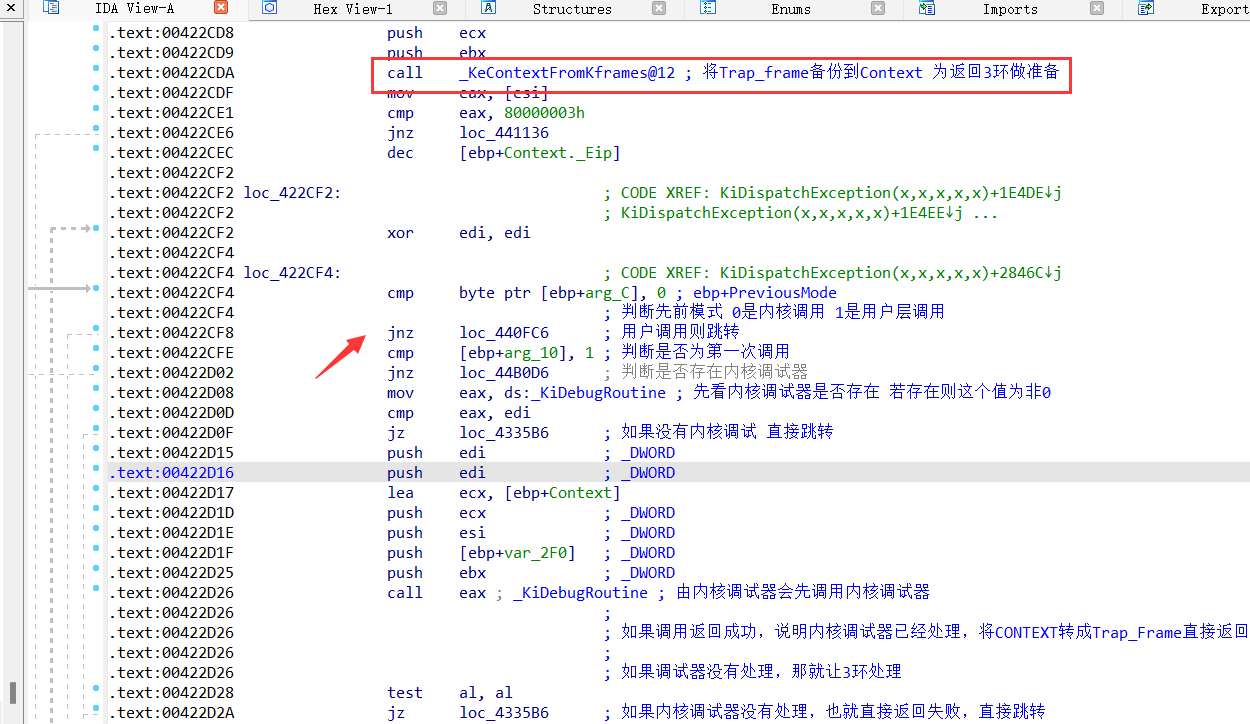 IDA View-A Hex View-1 Structures Enums Imports Export
.text:00422CD8 push ecx
.text:00422CD9 push ebx
.text:00422CDA call _KeContextFromKframes@12 ; 将Trap_frame备份到Context 为返回3环做准备
.text:00422CDF mov eax, [esi]
.text:00422CE1 cmp eax, 80000003h
.text:00422CE6 jnz loc_441136
.text:00422CEC dec [ebp+Context._Eip]
.text:00422CF2
.text:00422CF2 loc_422CF2: ; CODE XREF: KiDispatchException(x,x,x,x,x)+1E4DE↓j
.text:00422CF2 ; KiDispatchException(x,x,x,x,x)+1E4EE↓j ...
.text:00422CF2 xor edi, edi
.text:00422CF4
.text:00422CF4 loc_422CF4: ; CODE XREF: KiDispatchException(x,x,x,x,x)+2846C↓j
.text:00422CF4 cmp byte ptr [ebp+arg_C], 0 ; ebp+PreviousMode
.text:00422CF4 ; 判断先前模式 0是内核调用 1是用户层调用
.text:00422CF8 jnz loc_440FC6 ; 用户调用则跳转
.text:00422CFE cmp [ebp+arg_10], 1 ; 判断是否为第一次调用
.text:00422D02 jnz loc_44B0D6 ; 判断是否存在内核调试器
.text:00422D08 mov eax, ds:_KiDebugRoutine ; 先看内核调试器是否存在 若存在则这个值为非0
.text:00422D0D cmp eax, edi
.text:00422D0F jz loc_4335B6 ; 如果没有内核调试 直接跳转
.text:00422D15 push edi ; _DWORD
.text:00422D16 push edi ; _DWORD
.text:00422D17 lea ecx, [ebp+Context]
.text:00422D1D push ecx ; _DWORD
.text:00422D1E push esi ; _DWORD
.text:00422D1F push [ebp+var_2F0] ; _DWORD
.text:00422D25 push ebx ; _DWORD
.text:00422D26 call eax ; _KiDebugRoutine ; 由内核调试器会先调用内核调试器
.text:00422D26 ;
.text:00422D26 ; 如果调用返回成功，说明内核调试器已经处理，将CONTEXT转成Trap_Frame直接返回
.text:00422D26 ;
.text:00422D26 ; 如果调试器没有处理，那就让3环处理
.text:00422D28 test al, al
.text:00422D2A jz loc_4335B6 ; 如果内核调试器没有处理，也就直接返回失败，直接跳转